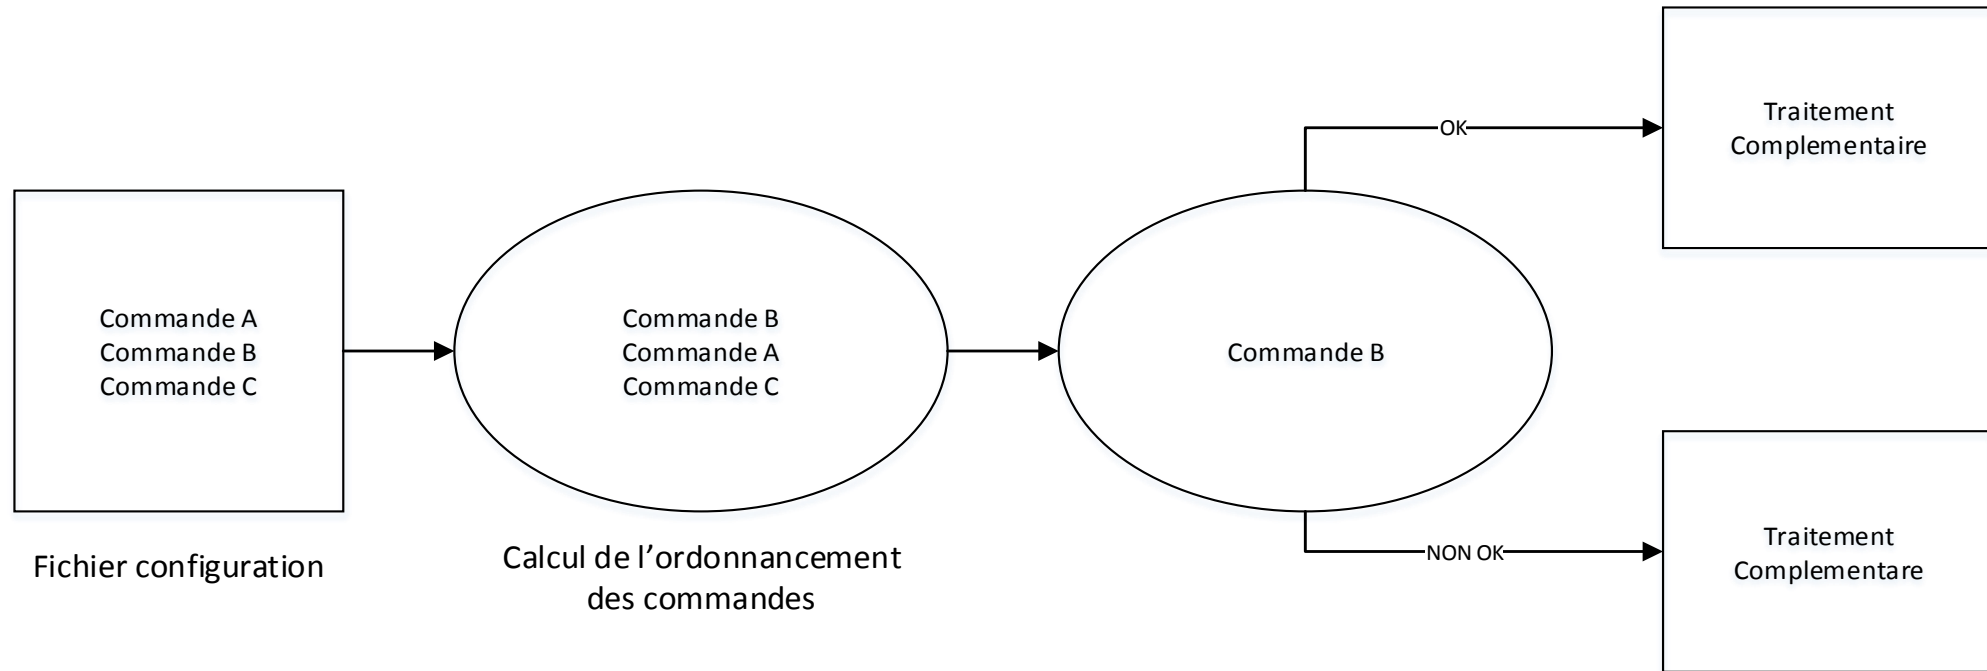 Commande A
Commande B
Commande C
Fichier configuration
Commande B
Commande A
Commande C
Calcul de l’ordonnancement
des commandes
Commande B
OK
Traitement
Complementaire
NON OK
Traitement
Complementare